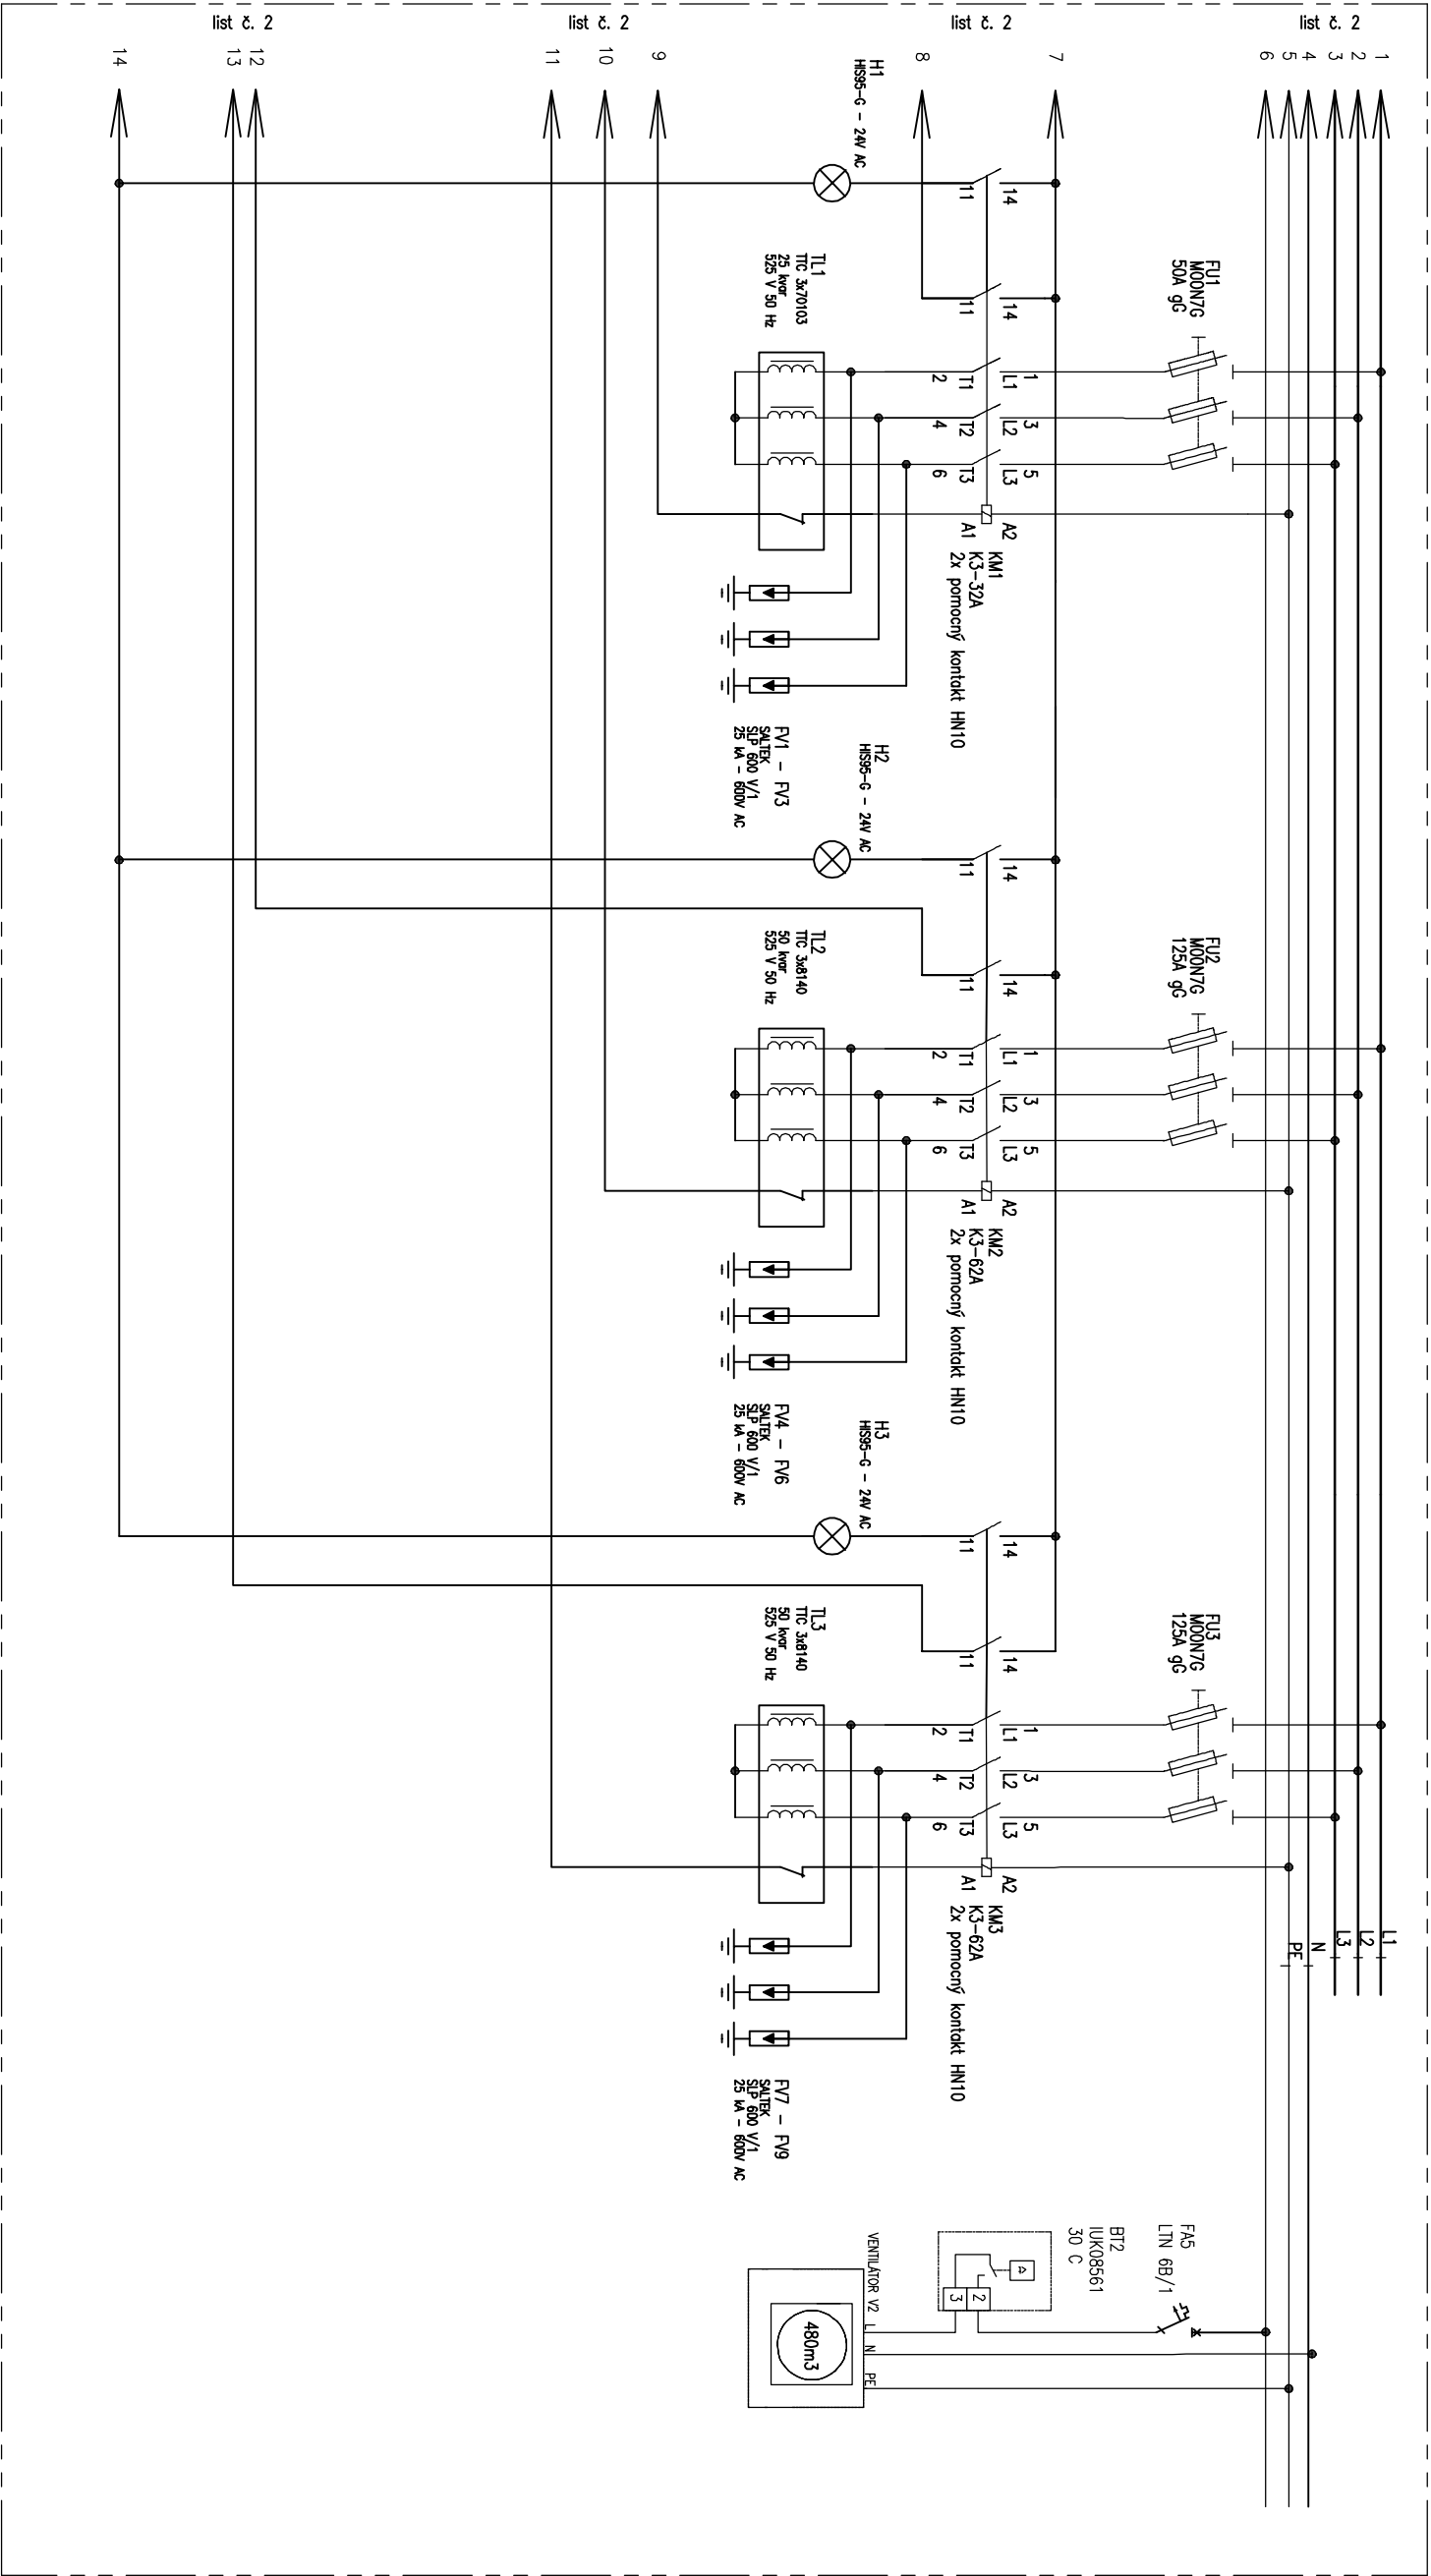 list č. 2
1
2
3
4
5
6
list č. 2
7
8
list č. 2
9
10
11
list č. 2
12
13
14
FU1
M00N7G
50A gG
H1
HIS95-G - 24V AC
14
11
14
11
1
L1
T1
2
3
L2
T2
4
5
L3
T3
6
A2
A1
KM1
K3-32A
2x pomocný kontakt HN10
TL1
TTC 3x70103
25 kvar
525 V 50 Hz
FV1 - FV3
SALTEK
SLP 600 V/1
25 kA - 600V AC
FU2
M00N7G
125A gG
H2
HIS95-G - 24V AC
14
11
14
11
1
L1
T1
2
3
L2
T2
4
5
L3
T3
6
A2
A1
KM2
K3-62A
2x pomocný kontakt HN10
TL2
TTC 3x8140
50 kvar
525 V 50 Hz
FV4 - FV6
SALTEK
SLP 600 V/1
25 kA - 600V AC
FU3
M00N7G
125A gG
H3
HIS95-G - 24V AC
14
11
14
11
1
L1
T1
2
3
L2
T2
4
5
L3
T3
6
A2
A1
KM3
K3-62A
2x pomocný kontakt HN10
TL3
TTC 3x8140
50 kvar
525 V 50 Hz
FV7 - FV9
SALTEK
SLP 600 V/1
25 kA - 600V AC
L1
L2
L3
N
PE
FA5
LTN 6B/1
BT2
IUK08561
30 C
2
3
VENTILÁTOR V2
L
N
PE
480m3